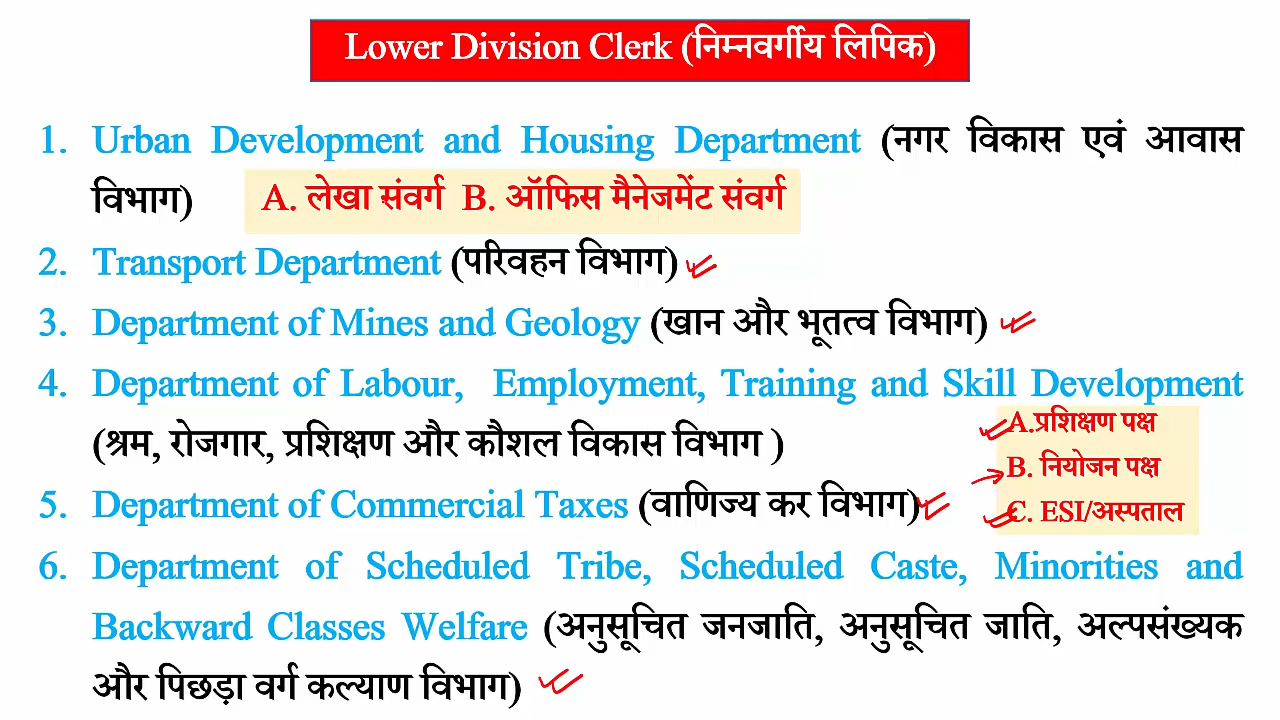 Lower Division Clerk (निम्नवर्गीय लिपिक)
1. Urban Development and Housing Department (नगर विकास एवं आवास
विभाग) A. लेखा संवर्ग B. ऑफिस मैनेजमेंट संवर्ग
2. Transport Department (परिवहन विभाग)
3. Department of Mines and Geology (खान और भूतत्व विभाग)
4. Department of Labour, Employment, Training and Skill Development
(श्रम, रोजगार, प्रशिक्षण और कौशल विकास विभाग )
A.प्रशिक्षण पक्ष
B. नियोजन पक्ष
C. ESI/अस्पताल
5. Department of Commercial Taxes (वाणिज्य कर विभाग)
6. Department of Scheduled Tribe, Scheduled Caste, Minorities and
Backward Classes Welfare (अनुसूचित जनजाति, अनुसूचित जाति, अल्पसंख्यक
और पिछड़ा वर्ग कल्याण विभाग)